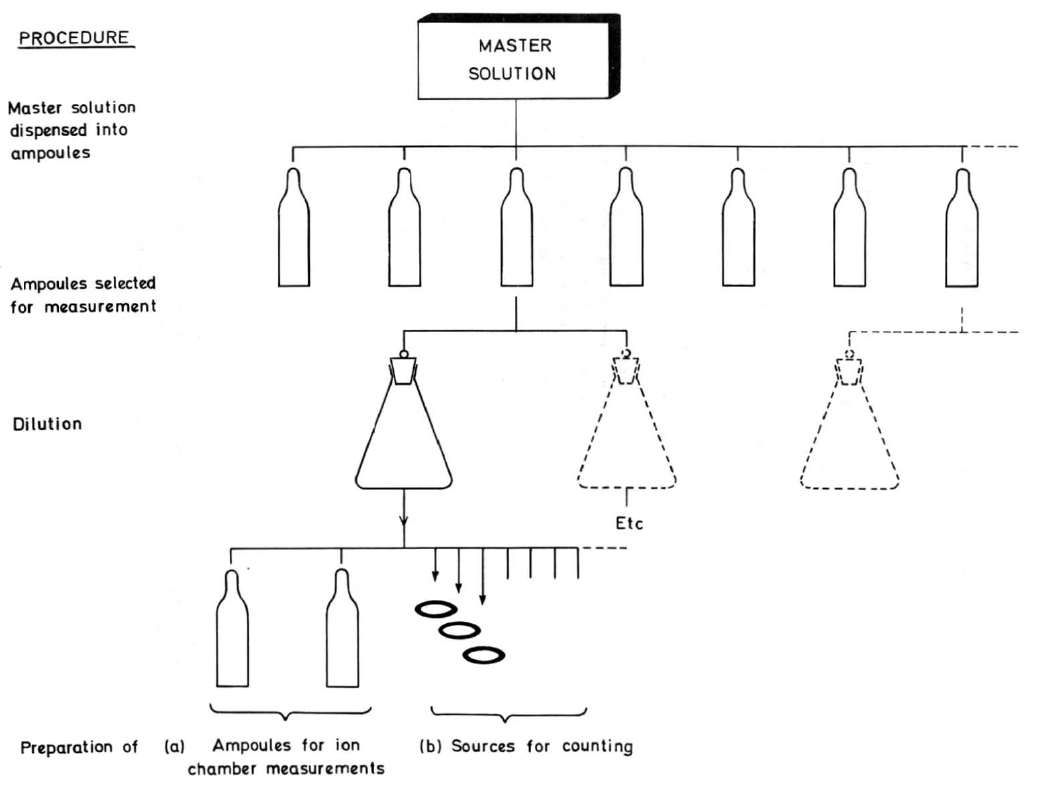 PROCEDURE
MASTER
SOLUTION
Master solution
dispensed into
ampoules
Ampoules selected
for measurement
Dilution
Etc
Preparation of (a) Ampoules for ion
chamber measurements
(b) Sources for counting